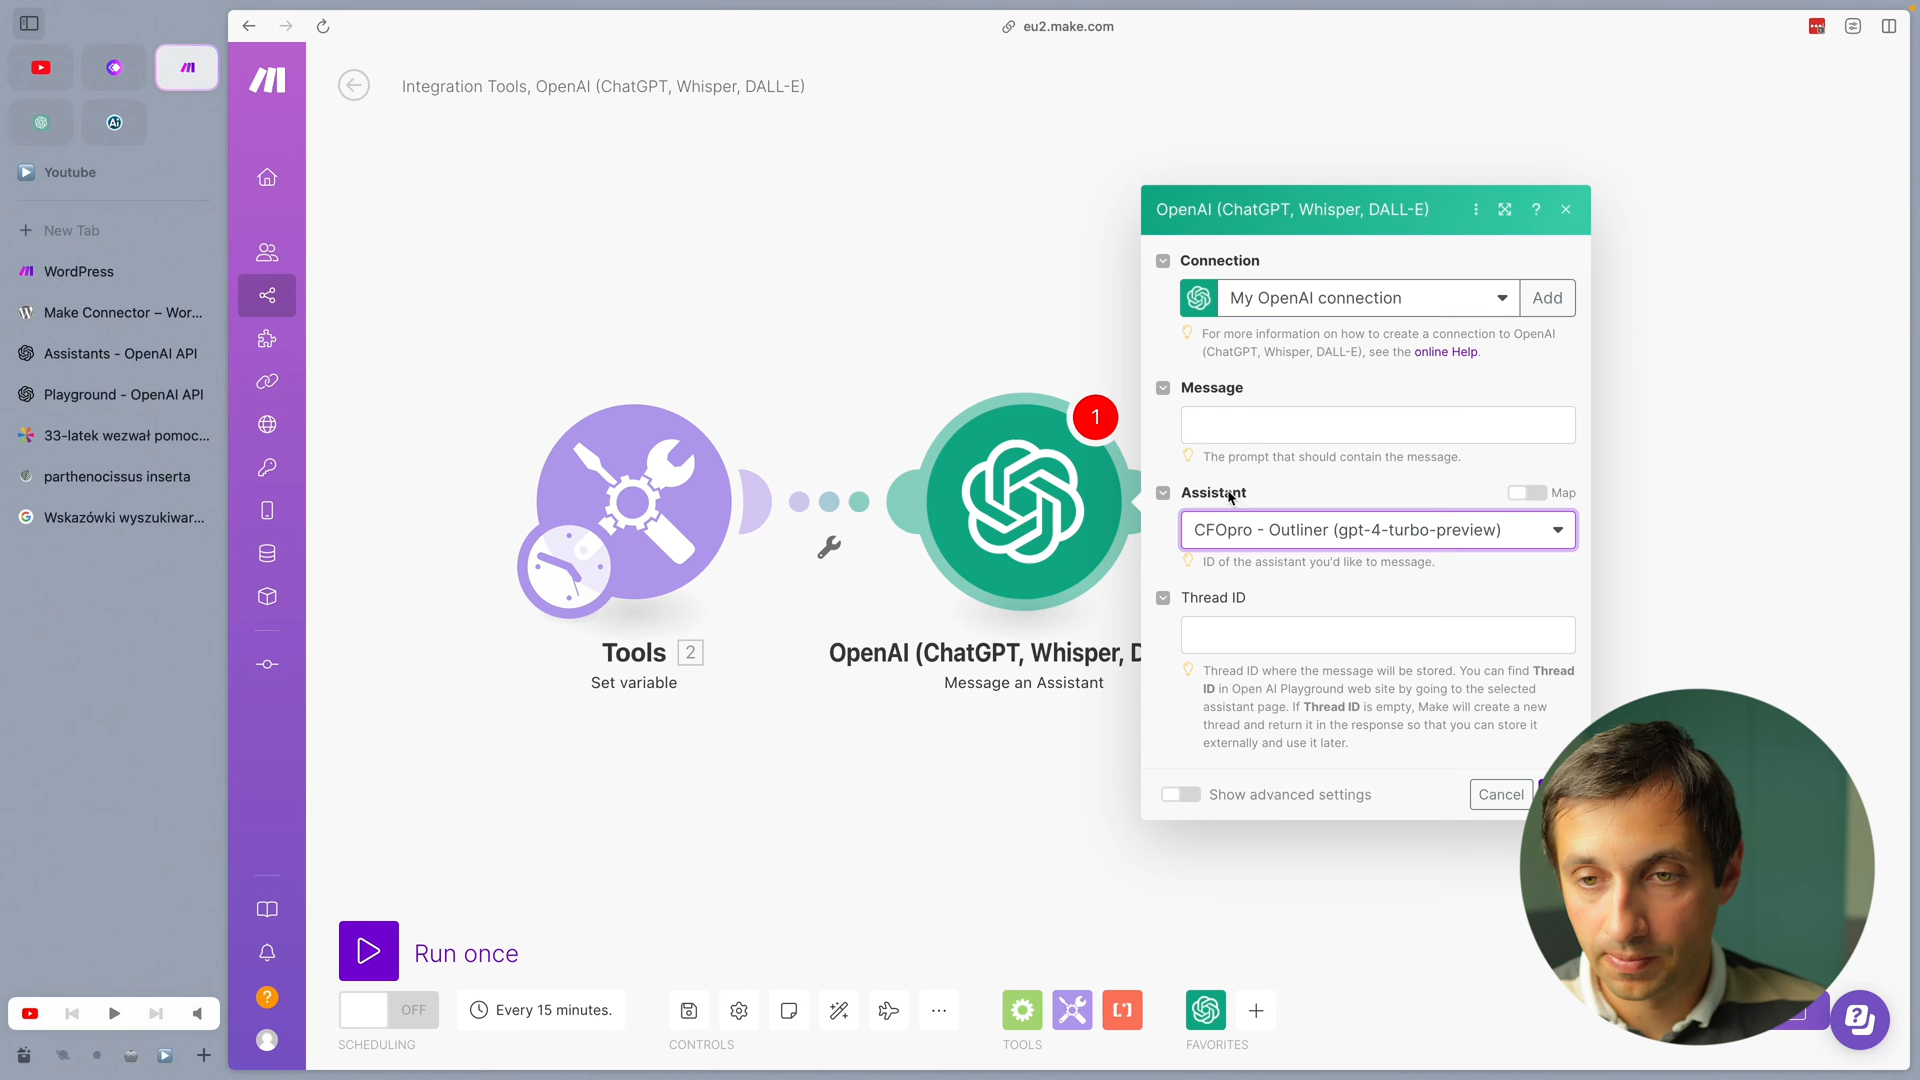 eu2.make.com
Youtube
New Tab
WordPress
Make Connector – Wor...
Assistants - OpenAI API
Playground - OpenAI API
33-latek wezwał pomoc...
parthenocissus inserta
Wskazówki wyszukiwar...
Integration Tools, OpenAI (ChatGPT, Whisper, DALL-E)
Tools 2
Set variable
1
OpenAI (ChatGPT, Whisper, D
Message an Assistant
OpenAI (ChatGPT, Whisper, DALL-E)
Connection
My OpenAI connection
Add
For more information on how to create a connection to OpenAI
(ChatGPT, Whisper, DALL-E), see the online Help.
Message
The prompt that should contain the message.
Assistant
Map
CFOpro - Outliner (gpt-4-turbo-preview)
ID of the assistant you'd like to message.
Thread ID
Thread ID where the message will be stored. You can find Thread
ID in Open AI Playground web site by going to the selected
assistant page. If Thread ID is empty, Make will create a new
thread and return it in the response so that you can store it
externally and use it later.
Show advanced settings
Cancel
Run once
OFF
Every 15 minutes.
SCHEDULING
CONTROLS
TOOLS
FAVORITES